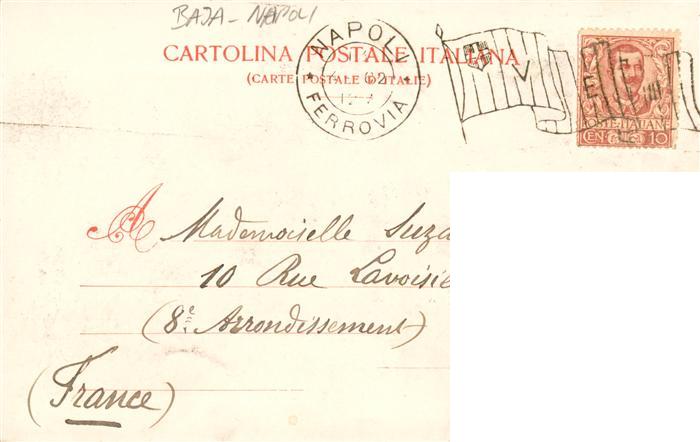 BAJA - NAPOLI
NAPOLI
FERROVIA
CARTOLINA POSTALE ITALIANA
(CARTE POSTALE D'ITALIE)
POSTE ITALIANE
CEN. 10
A Mademoiselle Suza
10 Rue Lavoisie
(8e Arrondissement)
(France)